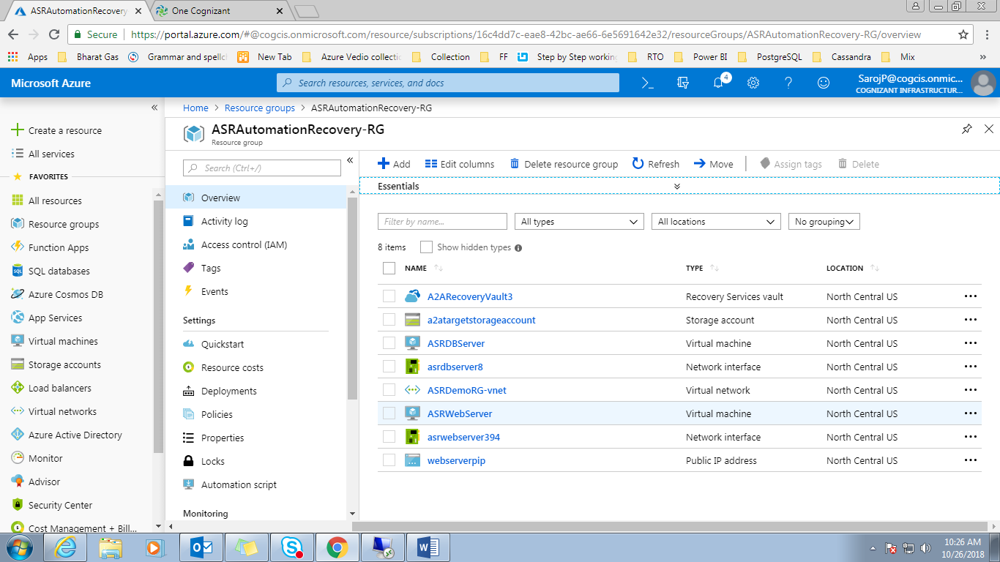 ASRAutomationRecovery
One Cognizant
Secure
https://portal.azure.com/#@cogcis.onmicrosoft.com/resource/subscriptions/16c4dd7c-eae8-42bc-ae66-6e5691642e32/resourceGroups/ASRAutomationRecovery-RG/overview
Apps Bharat Gas Grammar and spellch New Tab Azure Vedio collectio Collection FF Step by Step working RTO Power BI PostgreSQL Cassandra Mix »
Microsoft Azure
Search resources, services, and docs
4
SarojP@cogcis.onmic...
COGNIZANT INFRASTRUCTUR...
Create a resource
All services
FAVORITES
All resources
Resource groups
Function Apps
SQL databases
Azure Cosmos DB
App Services
Virtual machines
Storage accounts
Load balancers
Virtual networks
Azure Active Directory
Monitor
Advisor
Security Center
Cost Management + Bill...
Home > Resource groups > ASRAutomationRecovery-RG
ASRAutomationRecovery-RG
Resource group
Search (Ctrl+/)
Overview
Activity log
Access control (IAM)
Tags
Events
Settings
Quickstart
Resource costs
Deployments
Policies
Properties
Locks
Automation script
Monitoring
Add Edit columns Delete resource group Refresh Move Assign tags Delete
Essentials
Filter by name... All types All locations No grouping
8 items Show hidden types
NAME TYPE LOCATION
A2ARecoveryVault3 Recovery Services vault North Central US
a2atargetstorageaccount Storage account North Central US
ASRDBServer Virtual machine North Central US
asrdbserver8 Network interface North Central US
ASRDemoRG-vnet Virtual network North Central US
ASRWebServer Virtual machine North Central US
asrwebserver394 Network interface North Central US
webserverpip Public IP address North Central US
10:26 AM
10/26/2018